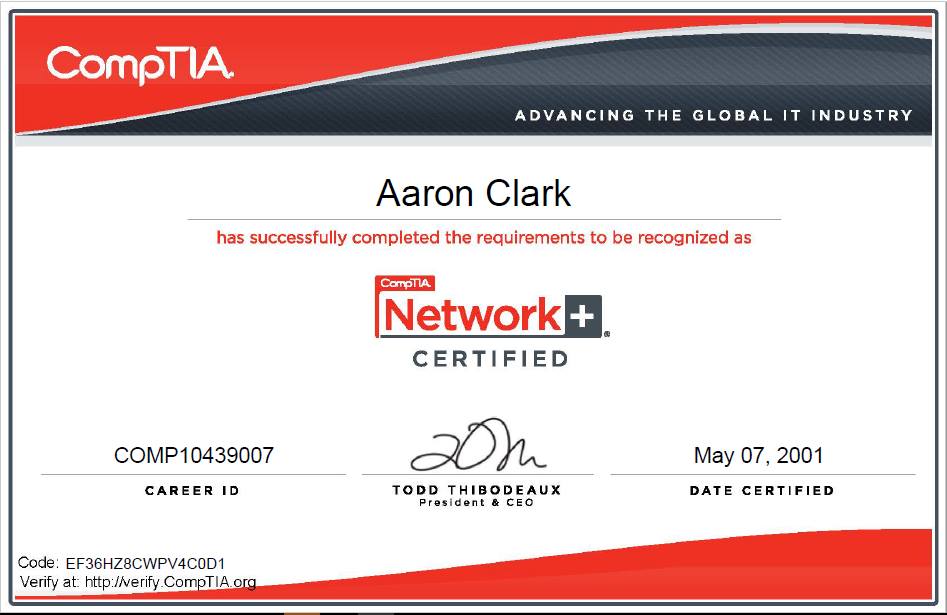 CompTIA.
ADVANCING THE GLOBAL IT INDUSTRY
Aaron Clark
has successfully completed the requirements to be recognized as
CompTIA.
Network+®
CERTIFIED
COMP10439007
CAREER ID
TODD THIBODEAUX
President & CEO
May 07, 2001
DATE CERTIFIED
Code: EF36HZ8CWPV4C0D1
Verify at: http://verify.CompTIA.org